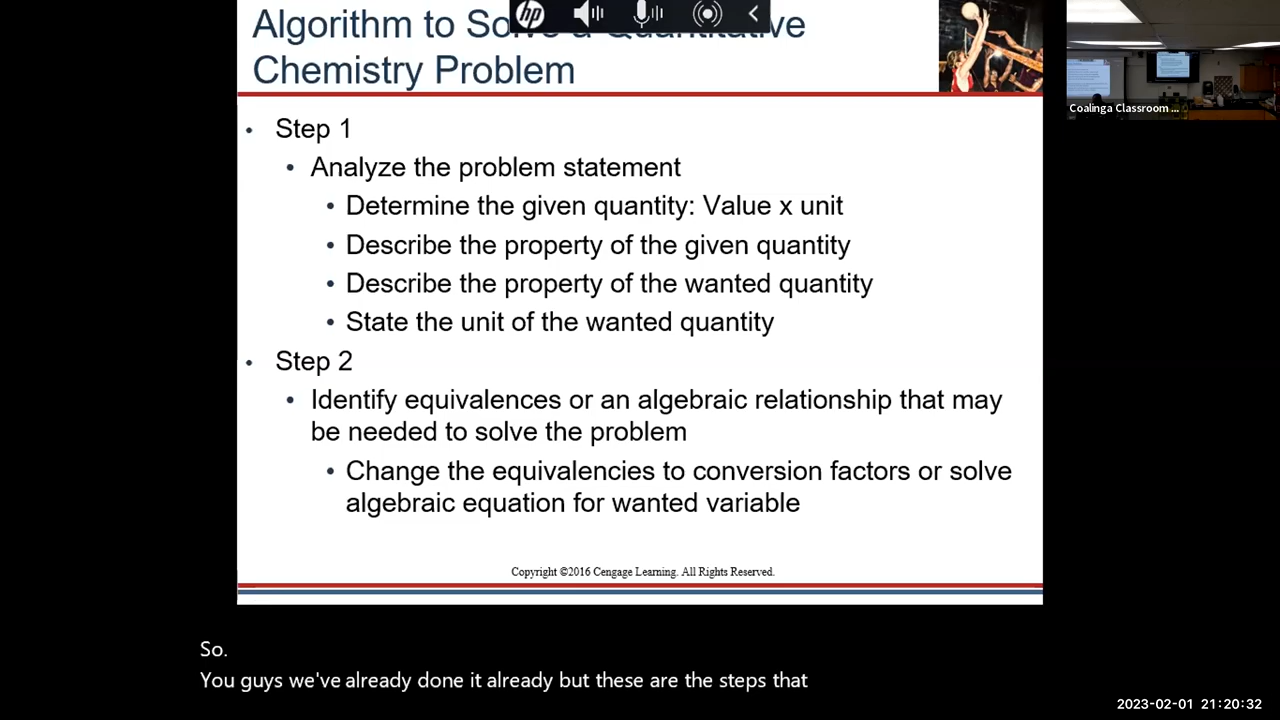 Algorithm to Solve a Quantitative
Chemistry Problem
hp
Coalinga Classroom ...
• Step 1
• Analyze the problem statement
• Determine the given quantity: Value x unit
• Describe the property of the given quantity
• Describe the property of the wanted quantity
• State the unit of the wanted quantity
• Step 2
• Identify equivalences or an algebraic relationship that may
be needed to solve the problem
• Change the equivalencies to conversion factors or solve
algebraic equation for wanted variable
Copyright ©2016 Cengage Learning. All Rights Reserved.
So.
You guys we've already done it already but these are the steps that
2023-02-01 21:20:32